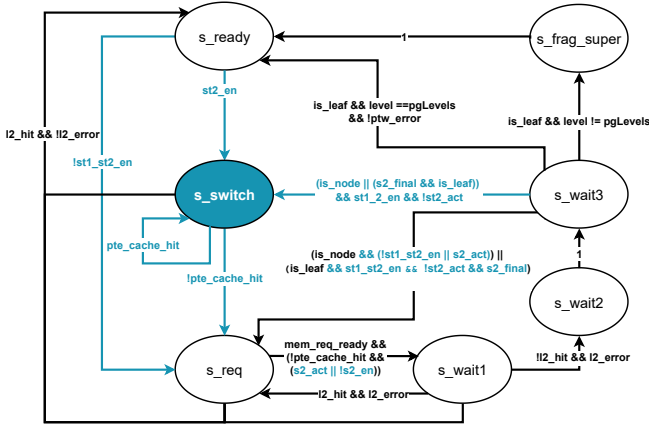 s_ready
s_frag_super
1
st2_en
is_leaf && level ==pgLevels
&& !ptw_error
is_leaf && level != pgLevels
l2_hit && !l2_error
!st1_st2_en
s_switch
(is_node || (s2_final && is_leaf))
&& st1_2_en && !st2_act
s_wait3
pte_cache_hit
(is_node && (!st1_st2_en || s2_act)) ||
(is_leaf && st1_st2_en && !st2_act && s2_final)
1
!pte_cache_hit
s_wait2
mem_req_ready &&
(!pte_cache_hit &&
(s2_act || !s2_en))
!l2_hit && l2_error
s_req
s_wait1
l2_hit && l2_error